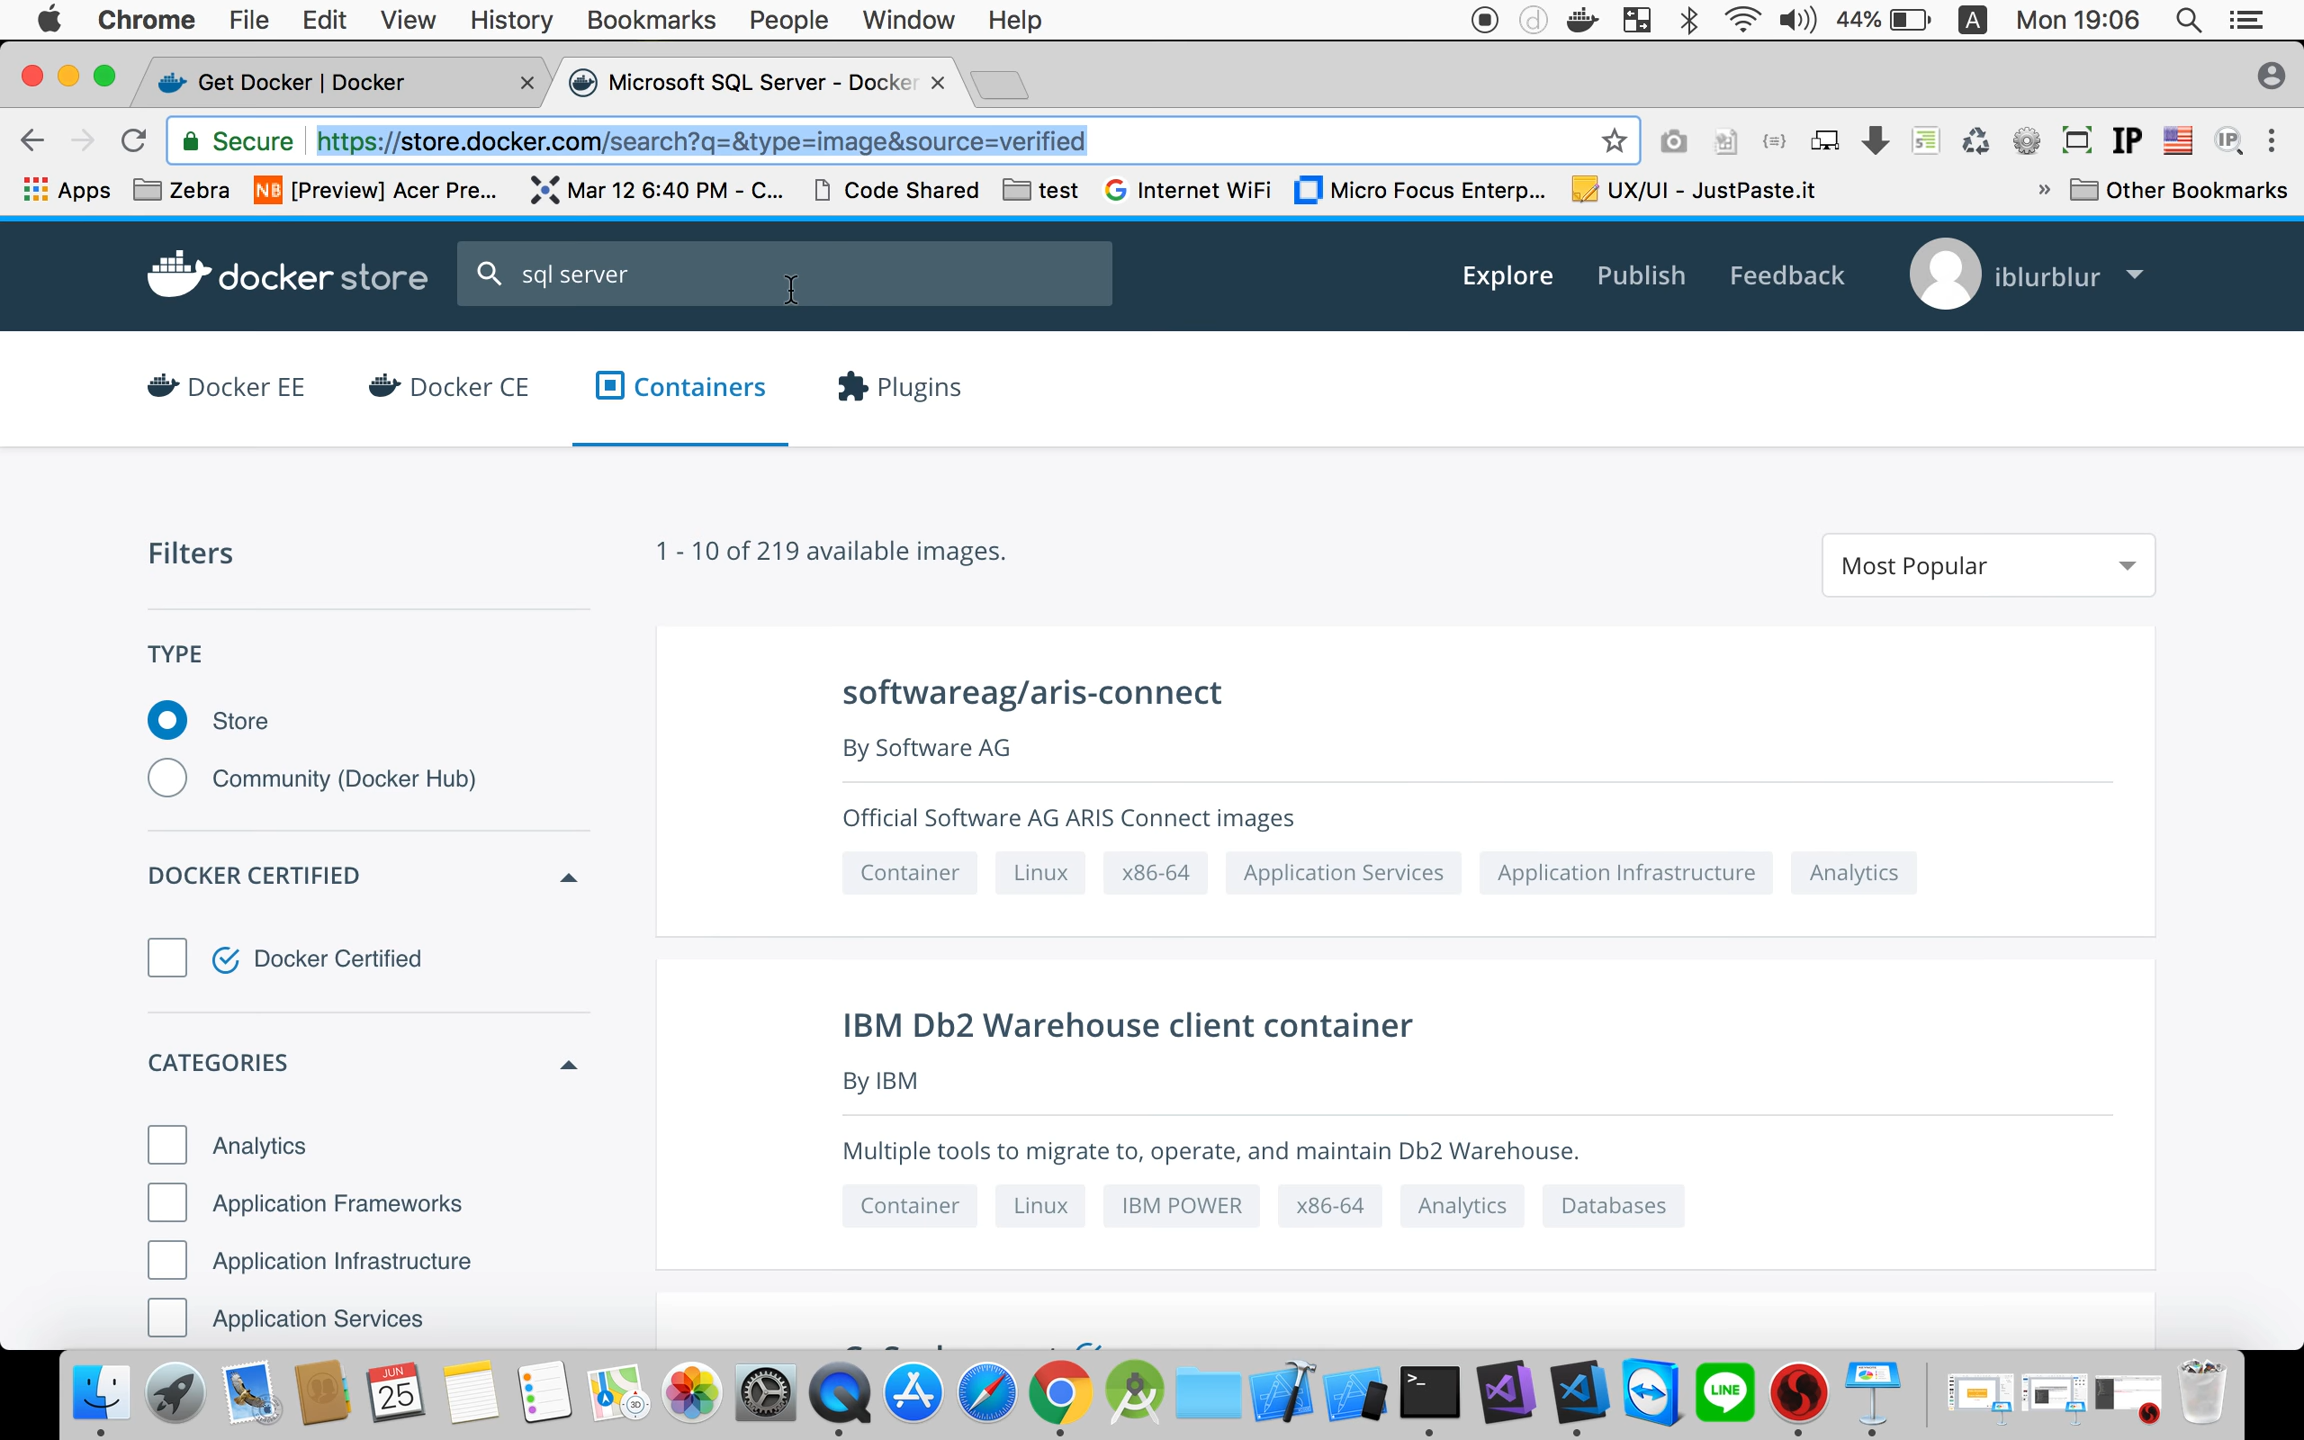 Chrome File Edit View History Bookmarks People Window Help 44% A Mon 19:06
Get Docker | Docker Microsoft SQL Server - Docker
Secure https://store.docker.com/search?q=&type=image&source=verified IP IP
Apps Zebra NB [Preview] Acer Pre... Mar 12 6:40 PM - C... Code Shared test Internet WiFi Micro Focus Enterp... UX/UI - JustPaste.it » Other Bookmarks
docker store sql server Explore Publish Feedback iblurblur
Docker EE Docker CE Containers Plugins
Filters
1 - 10 of 219 available images.
Most Popular
TYPE
Store
Community (Docker Hub)
DOCKER CERTIFIED
Docker Certified
CATEGORIES
Analytics
Application Frameworks
Application Infrastructure
Application Services
softwareag/aris-connect
By Software AG
Official Software AG ARIS Connect images
Container Linux x86-64 Application Services Application Infrastructure Analytics
IBM Db2 Warehouse client container
By IBM
Multiple tools to migrate to, operate, and maintain Db2 Warehouse.
Container Linux IBM POWER x86-64 Analytics Databases
JUN
25
3D
>_
LINE